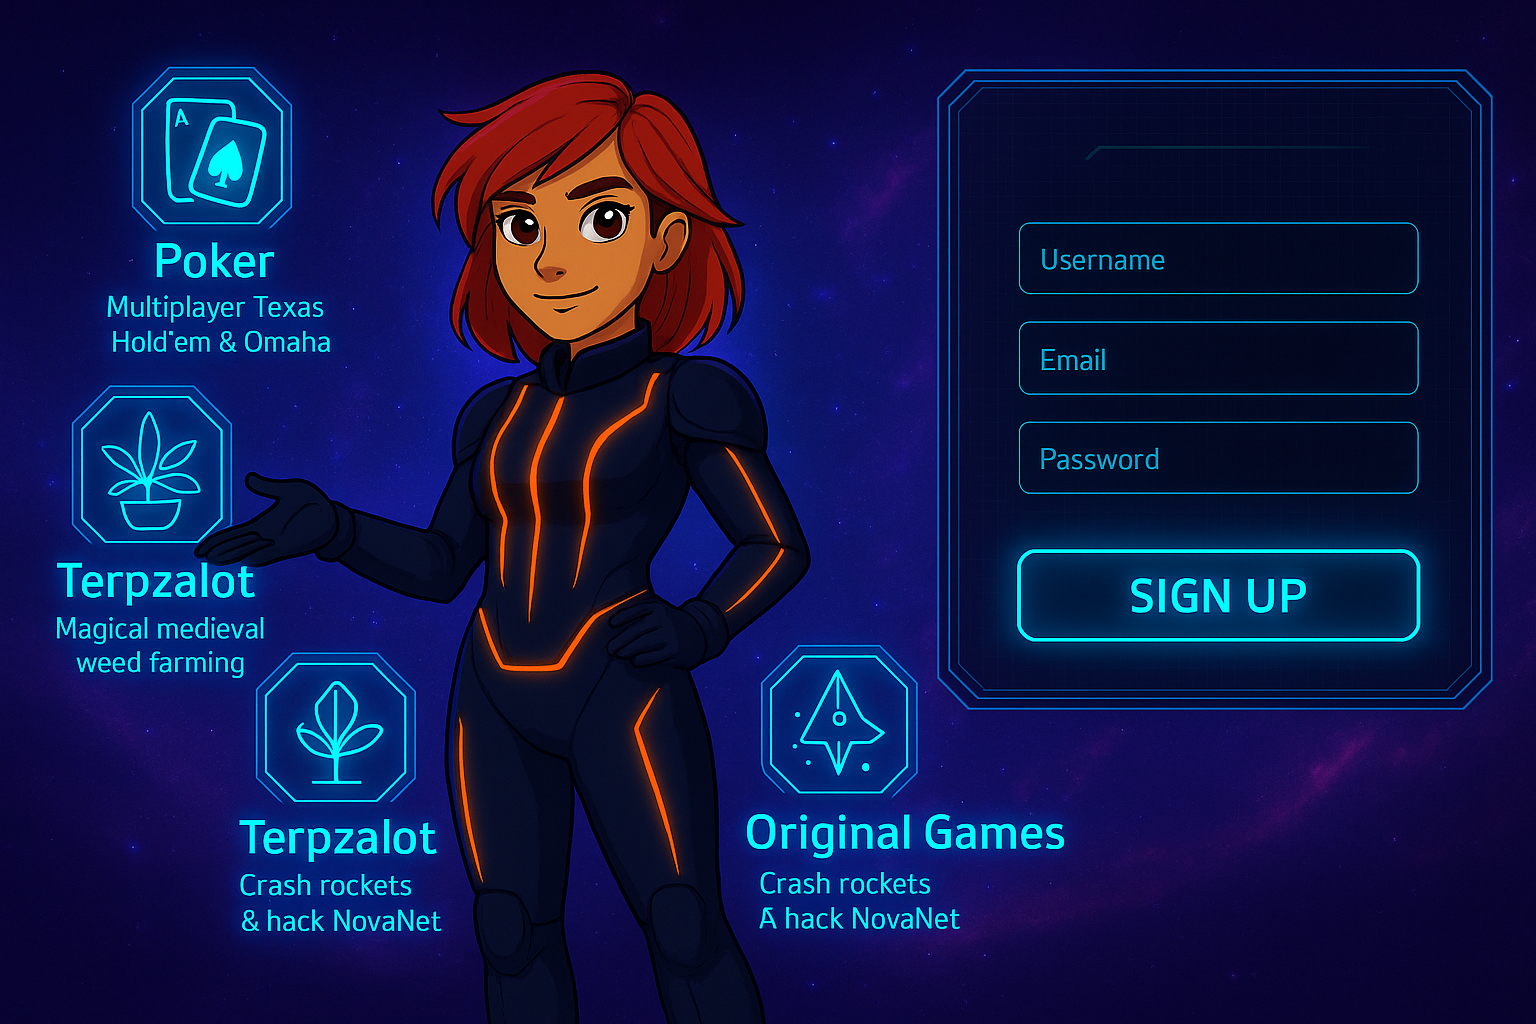 A
Poker
Multiplayer Texas
Hold'em & Omaha
Terpzalot
Magical medieval
weed farming
Terpzalot
Crash rockets
& hack NovaNet
Original Games
Crash rockets
A hack NovaNet
Username
Email
Password
SIGN UP